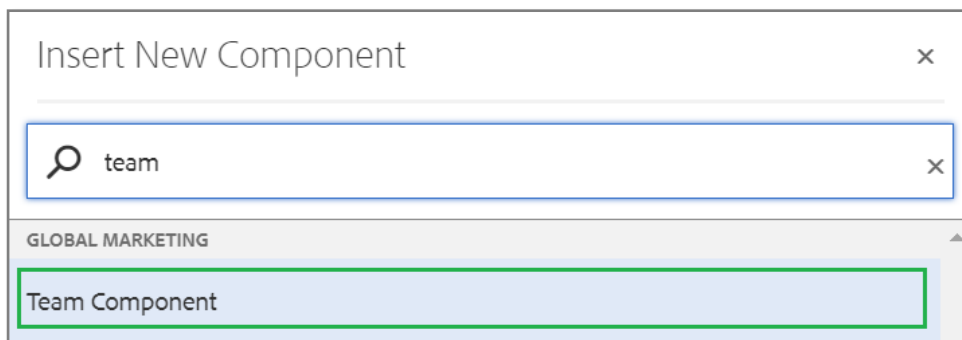 Insert New Component
team
GLOBAL MARKETING
Team Component